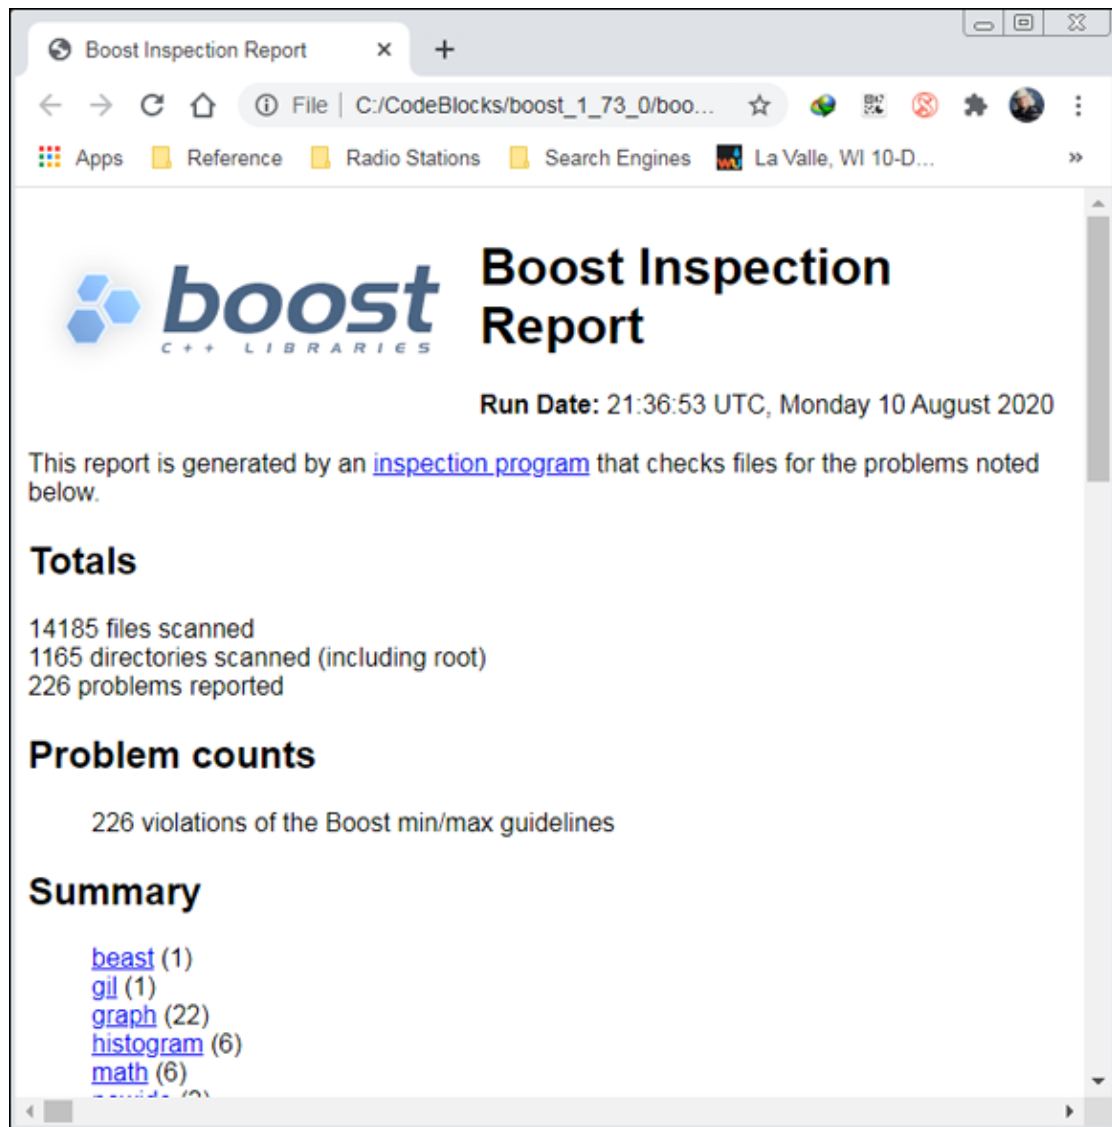 Boost Inspection Report
File | C:/CodeBlocks/boost_1_73_0/boo...
Apps Reference Radio Stations Search Engines La Valle, WI 10-D... »
boost
C++ LIBRARIES
Boost Inspection
Report
Run Date: 21:36:53 UTC, Monday 10 August 2020
This report is generated by an inspection program that checks files for the problems noted
below.
Totals
14185 files scanned
1165 directories scanned (including root)
226 problems reported
Problem counts
226 violations of the Boost min/max guidelines
Summary
beast (1)
gil (1)
graph (22)
histogram (6)
math (6)